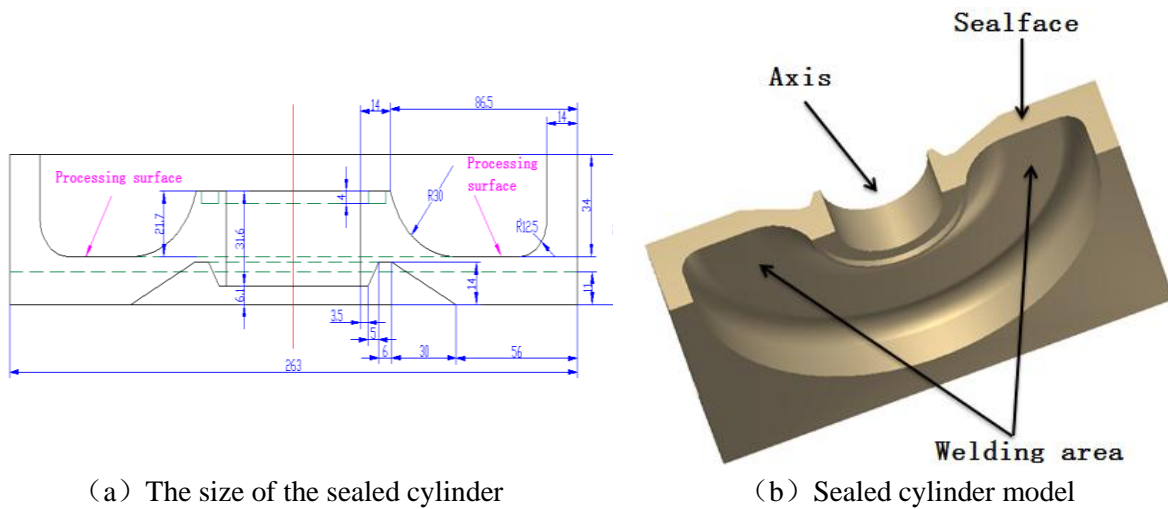 Sealface
Axis
14
86.5
14
Processing surface
Processing
surface
4
R30
34
21.7
31.6
R12.5
14
11
6.1
3.5
5
6
30
56
263
Welding area
（a）The size of the sealed cylinder
（b）Sealed cylinder model